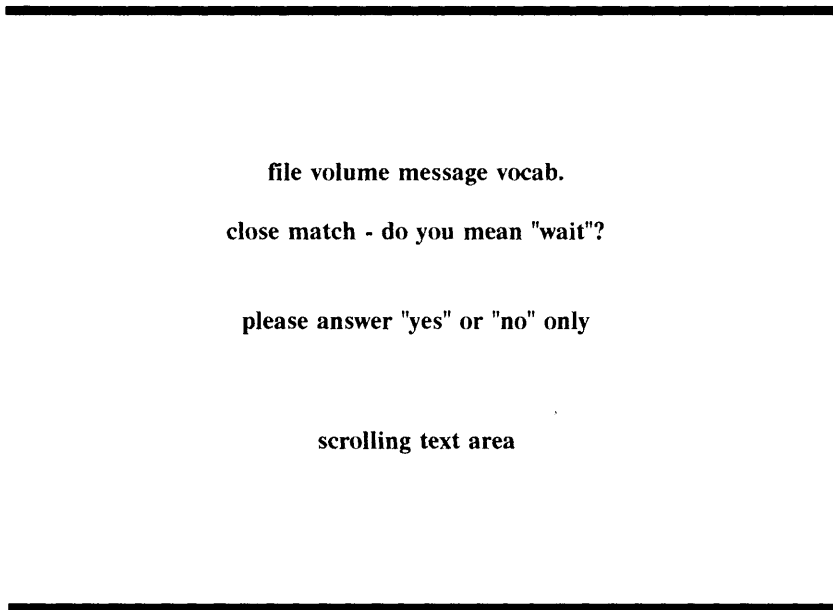 file volume message vocab.
close match - do you mean "wait"?
please answer "yes" or "no" only
scrolling text area